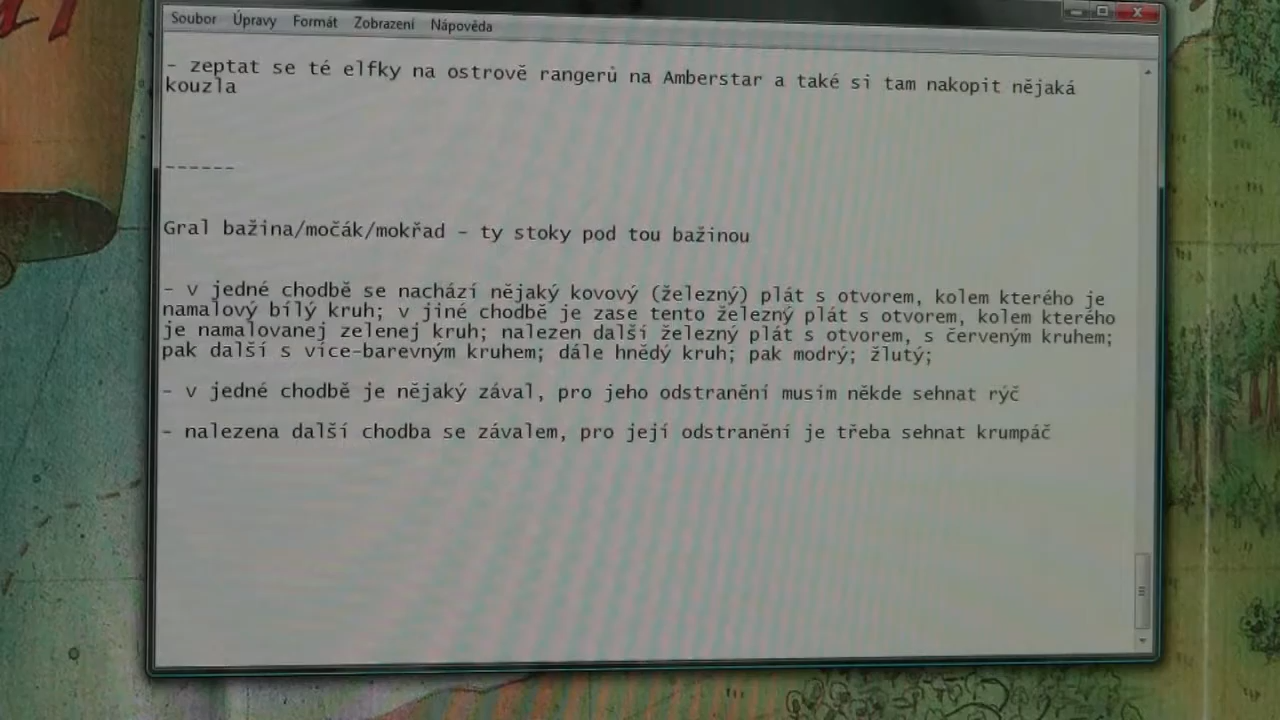 Soubor Úpravy Formát Zobrazení Nápověda
- zeptat se té elfky na ostrově rangerů na Amberstar a také si tam nakopit nějaká
kouzla
------
Gral bažina/močák/mokřad - ty stoky pod tou bažinou
- v jedné chodbě se nachází nějaký kovový (železný) plát s otvorem, kolem kterého je
namalový bílý kruh; v jiné chodbě je zase tento železný plát s otvorem, kolem kterého
je namalovanej zelenej kruh; nalezen další železný plát s otvorem, s červeným kruhem;
pak další s více-barevným kruhem; dále hnědý kruh; pak modrý; žlutý;
- v jedné chodbě je nějaký zával, pro jeho odstranění musím někde sehnat rýč
- nalezena další chodba se závalem, pro její odstranění je třeba sehnat krumpáč